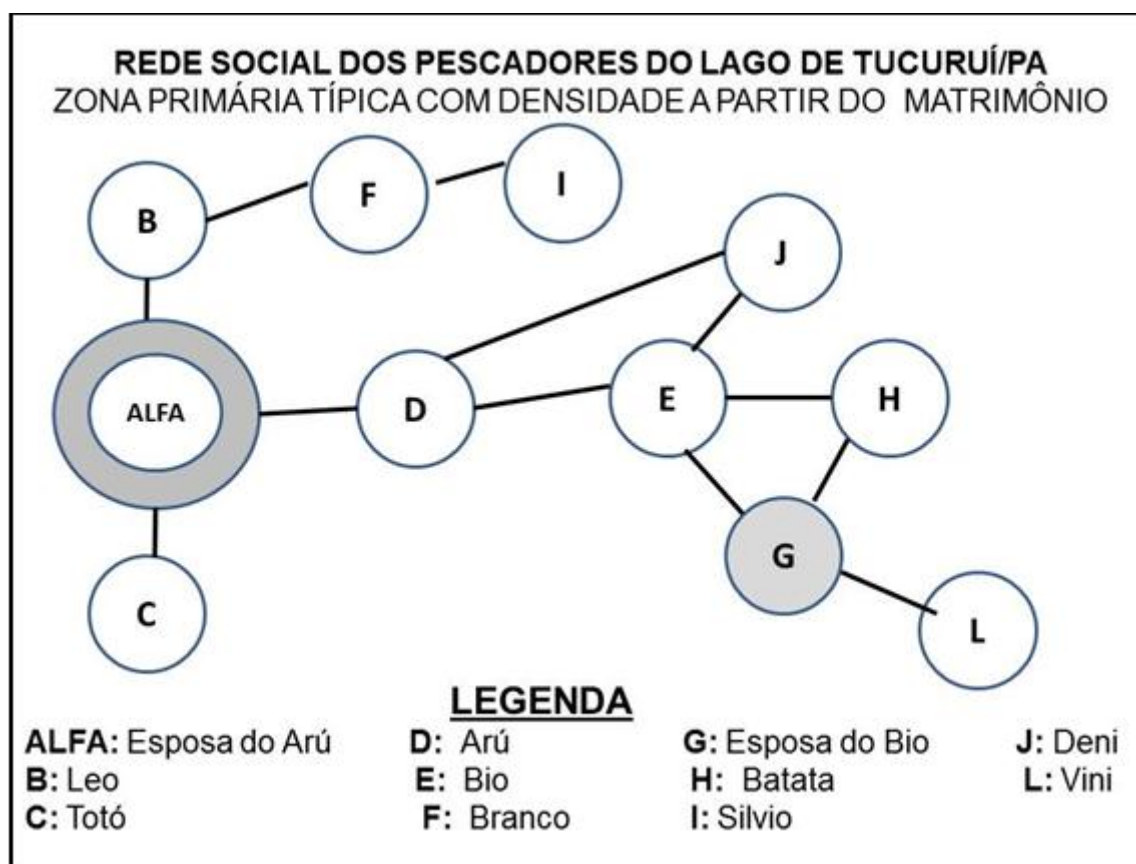 REDE SOCIAL DOS PESCADORES DO LAGO DE TUCURUÍ/PA
ZONA PRIMÁRIA TÍPICA COM DENSIDADE A PARTIR DO MATRIMÔNIO
B
F
I
J
ALFA
D
E
H
G
C
L
LEGENDA
ALFA: Esposa do Arú D: Arú G: Esposa do Bio J: Deni
B: Leo E: Bio H: Batata L: Vini
C: Totó F: Branco I: Silvio